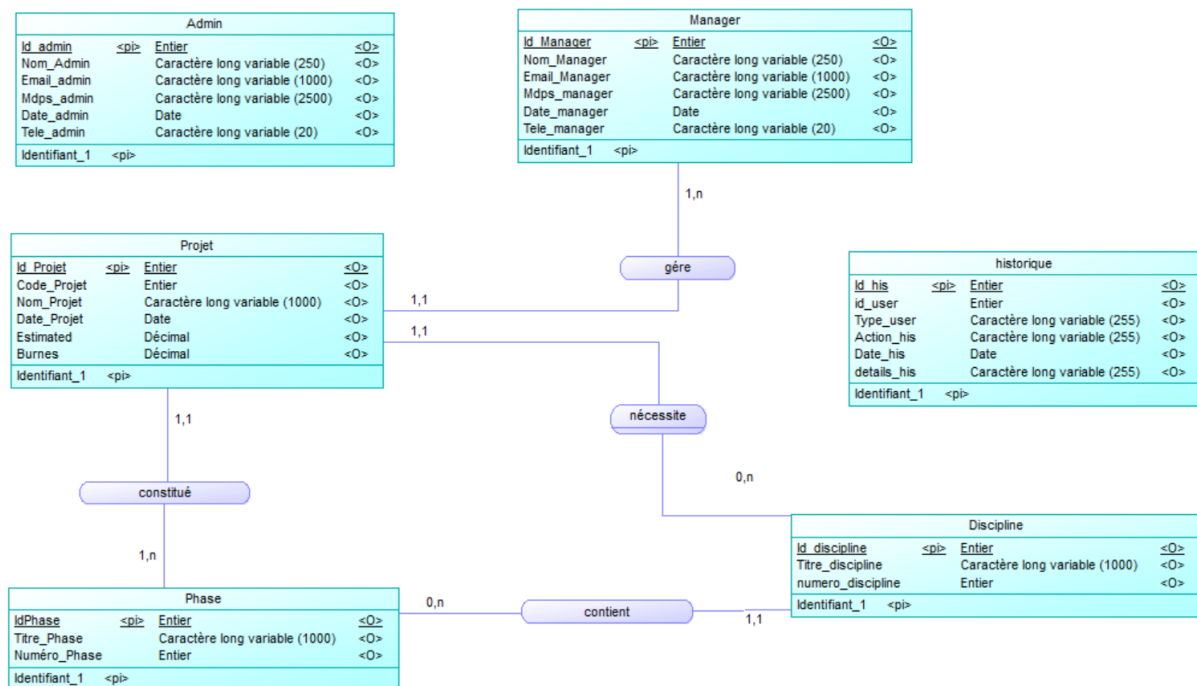 Admin
Id_admin <pi> Entier <O>
Nom_Admin Caractère long variable (250) <O>
Email_admin Caractère long variable (1000) <O>
Mdps_admin Caractère long variable (2500) <O>
Date_admin Date <O>
Tele_admin Caractère long variable (20) <O>
Identifiant_1 <pi>
Manager
Id_Manager <pi> Entier <O>
Nom_Manager Caractère long variable (250) <O>
Email_Manager Caractère long variable (1000) <O>
Mdps_manager Caractère long variable (2500) <O>
Date_manager Date <O>
Tele_manager Caractère long variable (20) <O>
Identifiant_1 <pi>
1,n
gére
1,1
1,1
Projet
Id_Projet <pi> Entier <O>
Code_Projet Entier <O>
Nom_Projet Caractère long variable (1000) <O>
Date_Projet Date <O>
Estimated Décimal <O>
Burnes Décimal <O>
Identifiant_1 <pi>
historique
Id_his <pi> Entier <O>
id_user Entier <O>
Type_user Caractère long variable (255) <O>
Action_his Caractère long variable (255) <O>
Date_his Date <O>
details_his Caractère long variable (255) <O>
Identifiant_1 <pi>
1,1
nécessite
0,n
constitué
1,n
Discipline
Id_discipline <pi> Entier <O>
Titre_discipline Caractère long variable (1000) <O>
numero_discipline Entier <O>
Identifiant_1 <pi>
Phase
IdPhase <pi> Entier <O>
Titre_Phase Caractère long variable (1000) <O>
Numéro_Phase Entier <O>
Identifiant_1 <pi>
0,n
contient
1,1